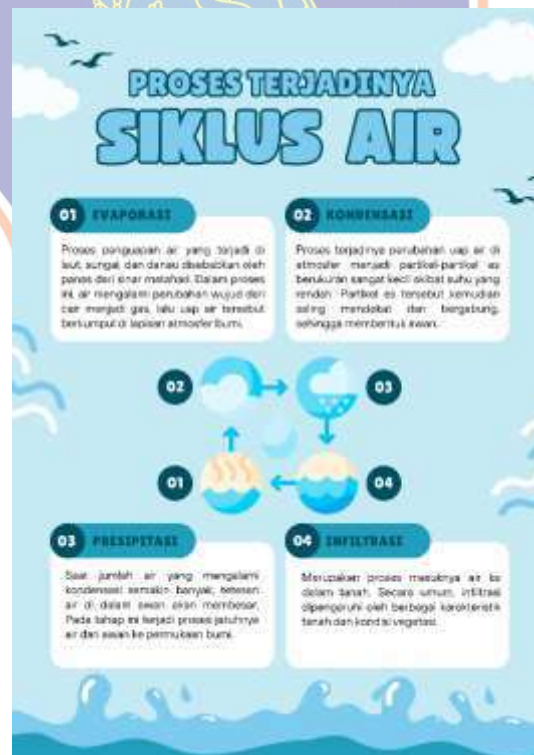 PROSES TERJADINYA
SIKLUS AIR
01 EVAPORASI
Proses penguapan air yang terjadi di
laut, sungai, dan danau disebabkan oleh
panas dari sinar matahari. Dalam proses
ini, air mengalami perubahan wujud dari
cair menjadi gas, lalu uap air tersebut
berkumpul di lapisan atmosfer bumi.
02 KONDENSASI
Proses terjadinya perubahan uap air di
atmosfer menjadi partikel-partikel es
berukuran sangat kecil akibat suhu yang
rendah. Partikel es tersebut kemudian
saling mendekat dan bergabung,
sehingga membentuk awan.
02
03
01
04
03 PRESIPITASI
Saat jumlah air yang mengalami
kondensasi semakin banyak, tetesan
air di dalam awan akan membesar.
Pada tahap ini terjadi proses jatuhnya
air dari awan ke permukaan bumi.
04 INFILTRASI
Merupakan proses masuknya air ke
dalam tanah. Secara umum, infiltrasi
dipengaruhi oleh berbagai karakteristik
tanah dan kondisi vegetasi.